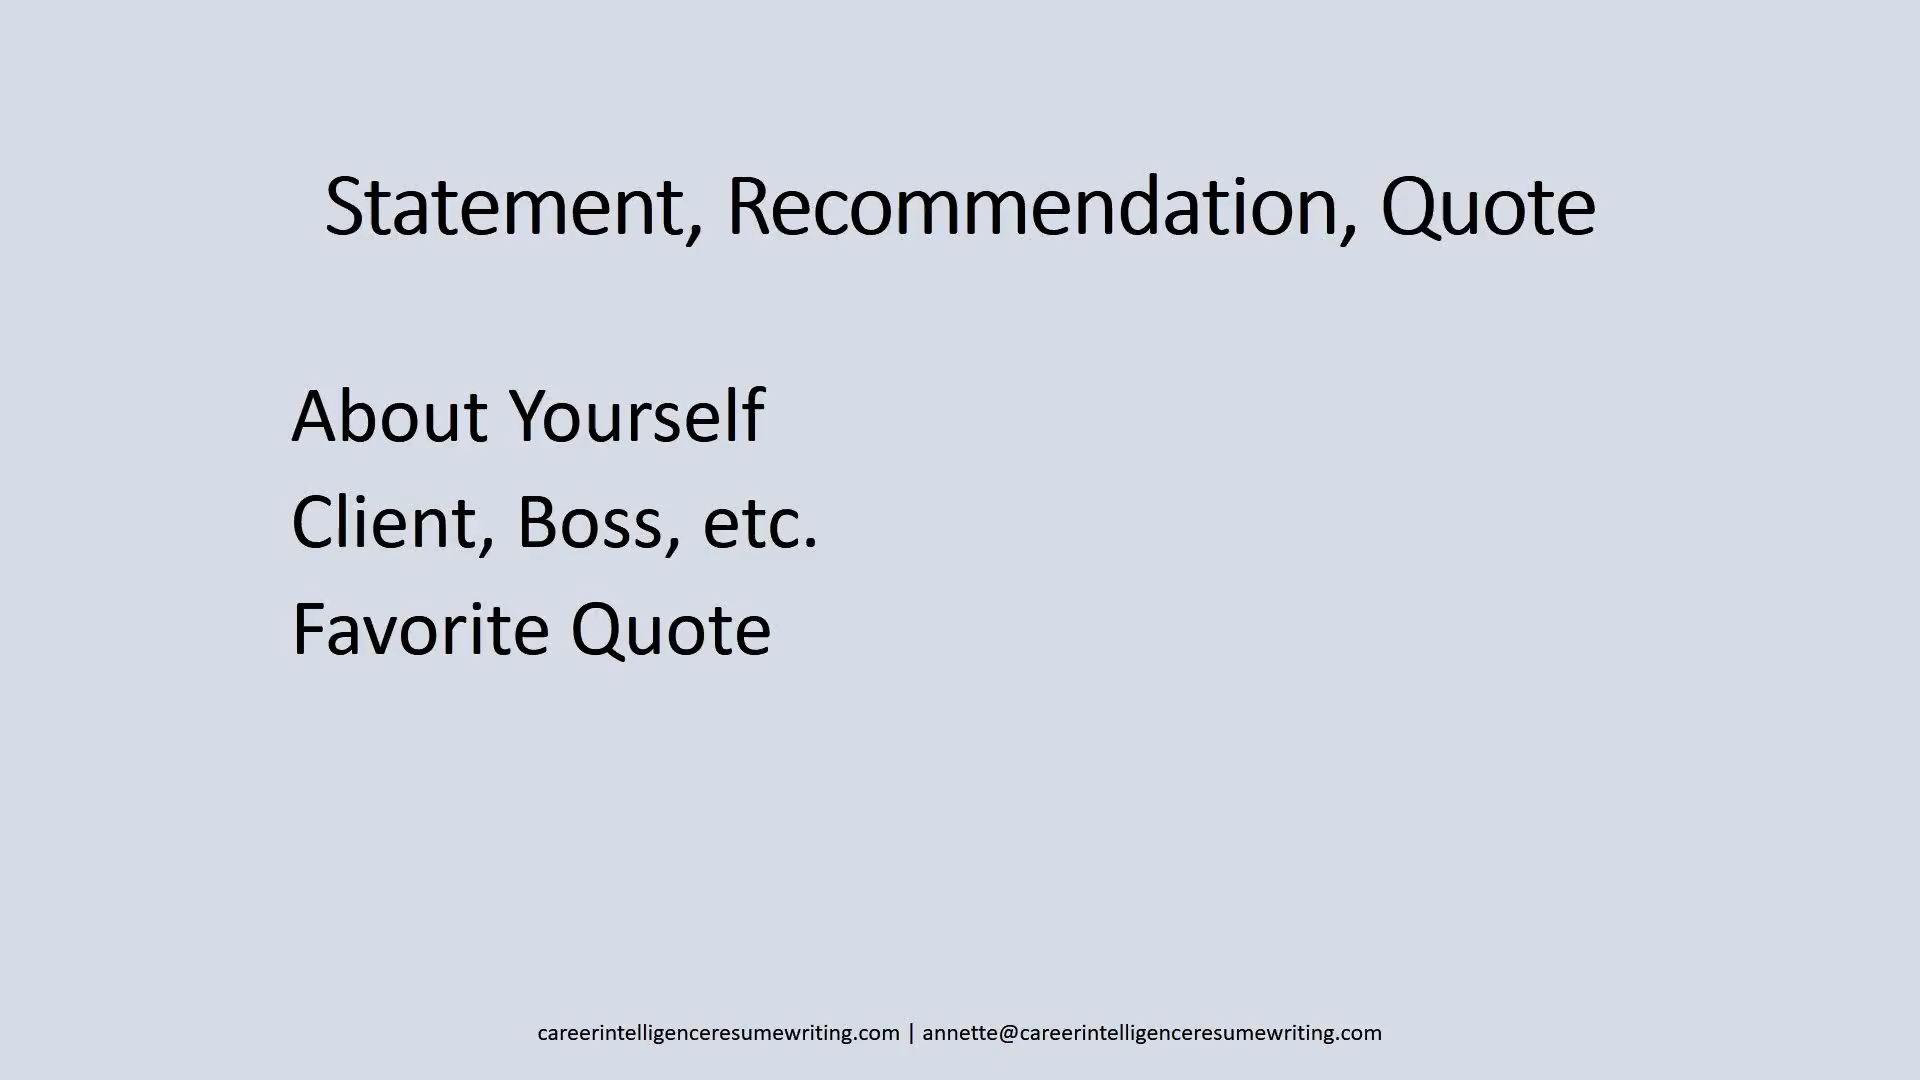 Statement, Recommendation, Quote
About Yourself
Client, Boss, etc.
Favorite Quote
careerintelligenceresumewriting.com | annette@careerintelligenceresumewriting.com